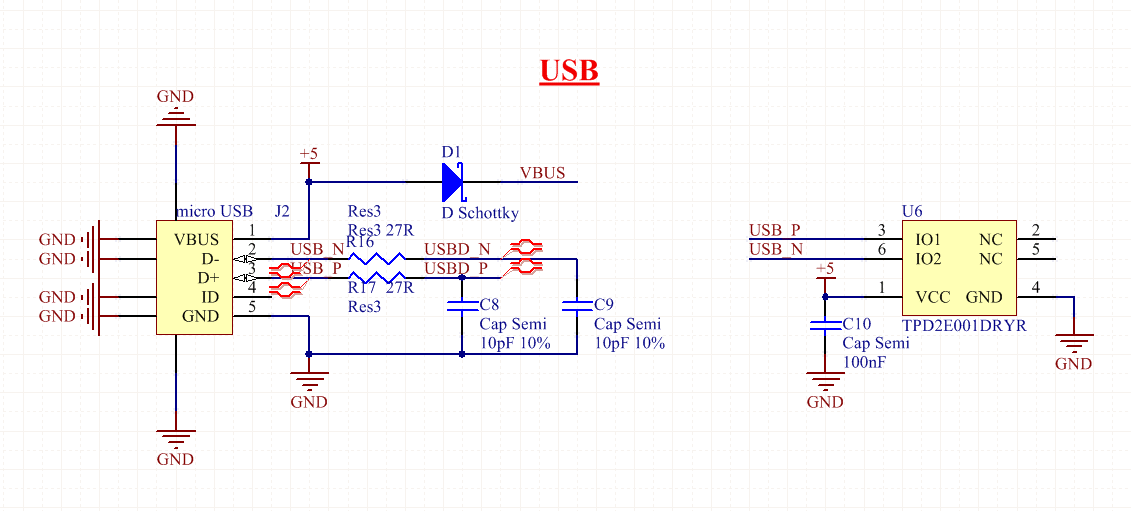 USB
GND
+5
D1
VBUS
D Schottky
micro USB
J2
Res3
Res3 27R
R16
U6
GND
GND
GND
GND
VBUS
D-
D+
ID
GND
1
2
3
4
5
USB_N
USB_P
USBD_N
USBD_P
R17 27R
Res3
C8
Cap Semi
10pF 10%
C9
Cap Semi
10pF 10%
GND
GND
USB_P
USB_N
3
6
1
IO1
IO2
VCC
NC
NC
GND
2
5
4
TPD2E001DRYR
+5
C10
Cap Semi
100nF
GND
GND